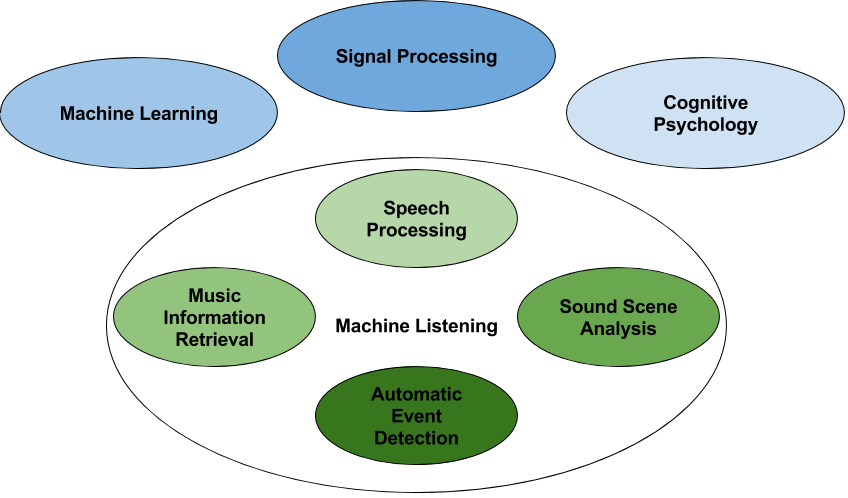 Signal Processing
Machine Learning
Cognitive
Psychology
Speech
Processing
Music
Information
Retrieval
Machine Listening
Sound Scene
Analysis
Automatic
Event
Detection